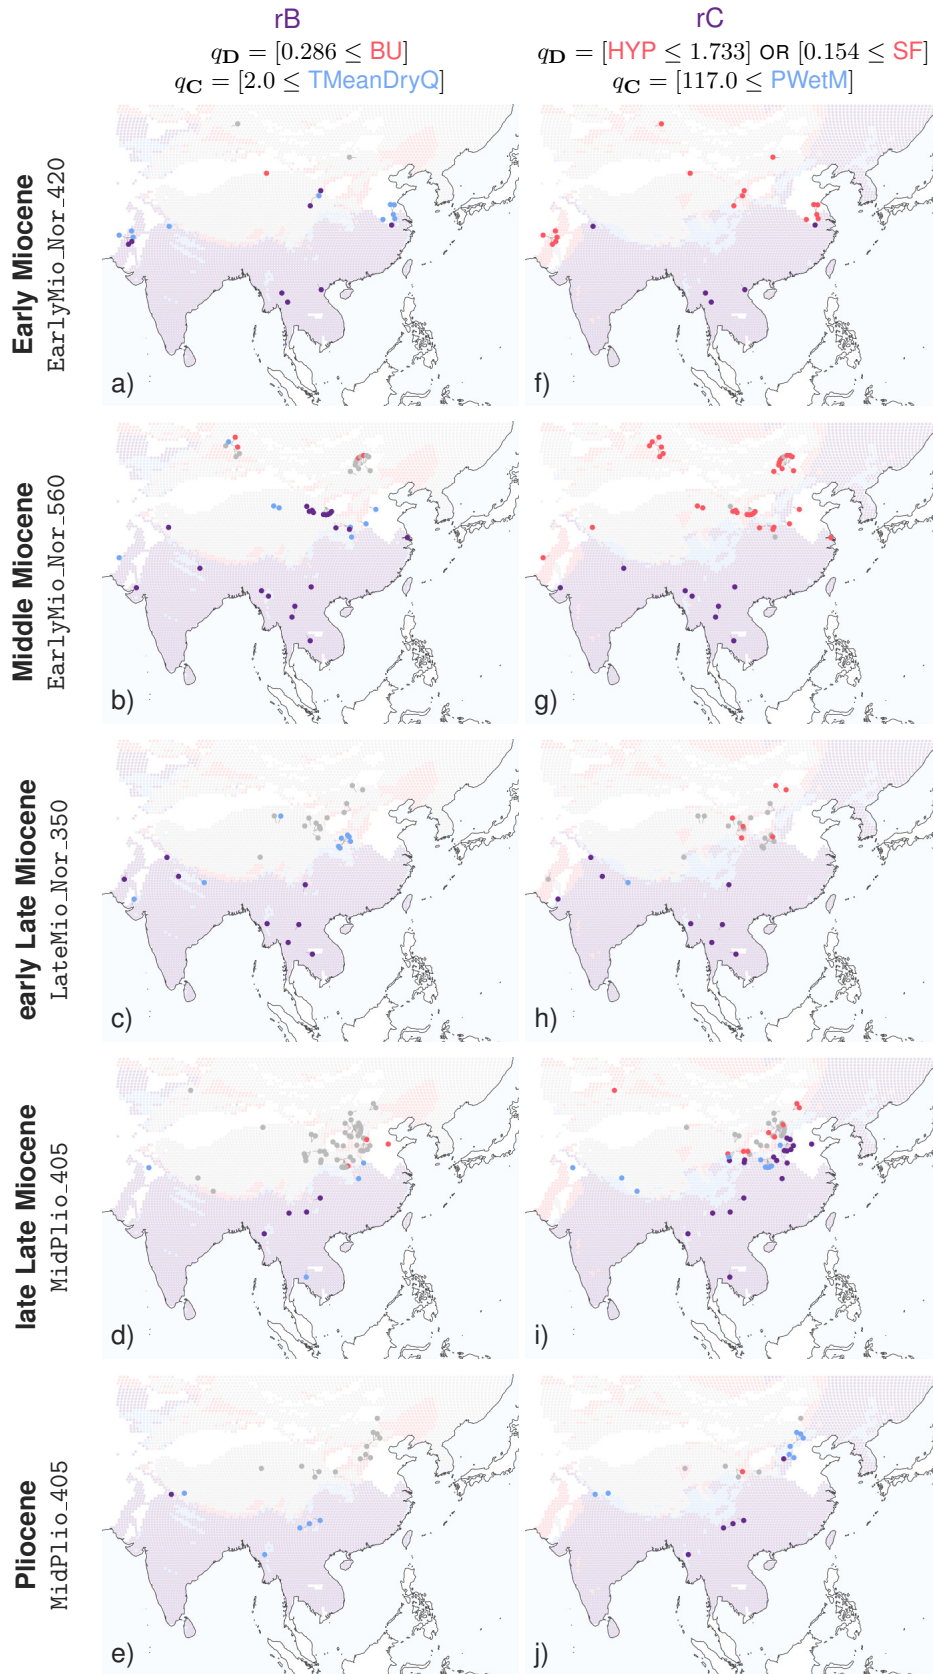 rB
rC
q_D = [0.286 ≤ BU]
q_D = [HYP ≤ 1.733] OR [0.154 ≤ SF]
q_C = [2.0 ≤ TMeanDryQ]
q_C = [117.0 ≤ PWetM]
Early Miocene
EarlyMio_Nor_420
a)
f)
Middle Miocene
EarlyMio_Nor_560
b)
g)
early Late Miocene
LateMio_Nor_350
c)
h)
late Late Miocene
MidPlio_405
d)
i)
Pliocene
MidPlio_405
e)
j)